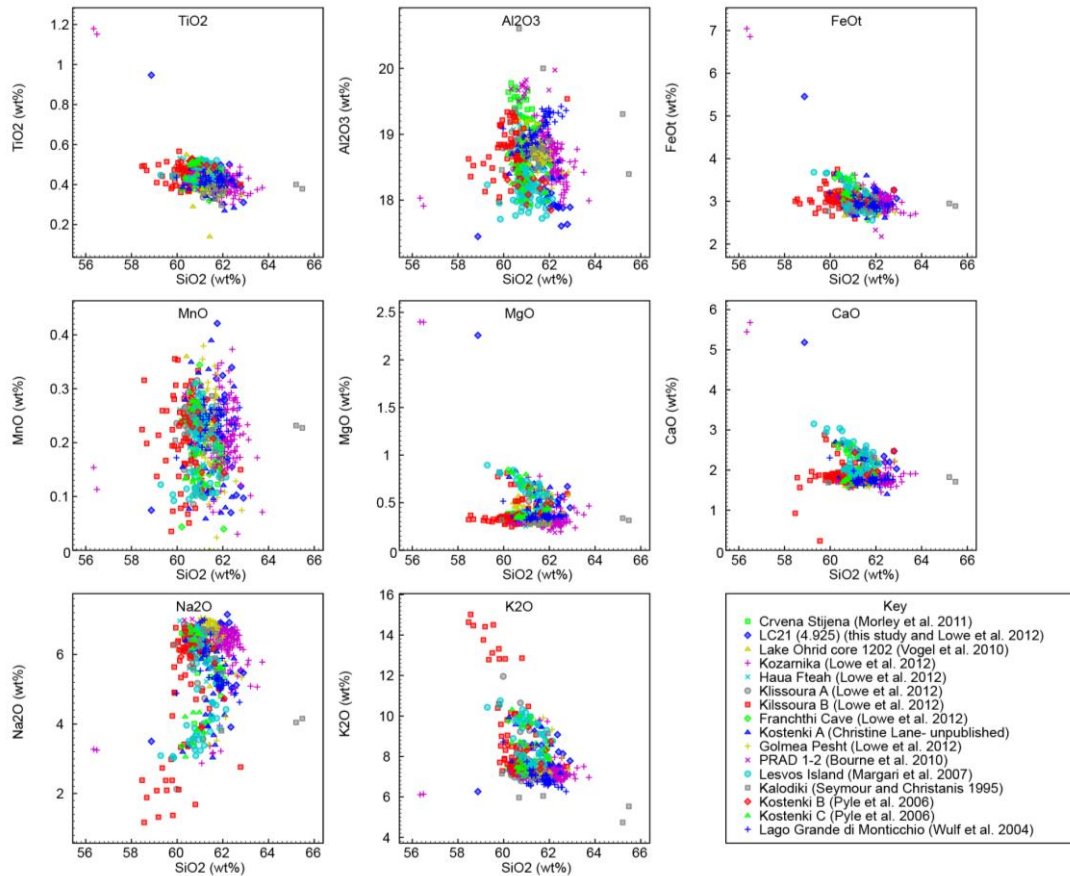 TiO2
1.2
1
0.8
0.6
0.4
0.2
TiO2 (wt%)
56 58 60 62 64 66
SiO2 (wt%)
Al2O3
20
19
18
Al2O3 (wt%)
56 58 60 62 64 66
SiO2 (wt%)
FeOt
7
6
5
4
3
2
FeOt (wt%)
56 58 60 62 64 66
SiO2 (wt%)
MnO
0.4
0.3
0.2
0.1
0
MnO (wt%)
56 58 60 62 64 66
SiO2 (wt%)
MgO
2.5
2
1.5
1
0.5
0
MgO (wt%)
56 58 60 62 64 66
SiO2 (wt%)
CaO
6
5
4
3
2
1
0
CaO (wt%)
56 58 60 62 64 66
SiO2 (wt%)
Na2O
6
4
2
Na2O (wt%)
56 58 60 62 64 66
SiO2 (wt%)
K2O
16
14
12
10
8
6
4
K2O (wt%)
56 58 60 62 64 66
SiO2 (wt%)
Key
Crvena Stijena (Morley et al. 2011)
LC21 (4.925) (this study and Lowe et al. 2012)
Lake Ohrid core 1202 (Vogel et al. 2010)
Kozarnika (Lowe et al. 2012)
Haua Fteah (Lowe et al. 2012)
Klissoura A (Lowe et al. 2012)
Kilssoura B (Lowe et al. 2012)
Franchthi Cave (Lowe et al. 2012)
Kostenki A (Christine Lane- unpublished)
Golmea Pesht (Lowe et al. 2012)
PRAD 1-2 (Bourne et al. 2010)
Lesvos Island (Margari et al. 2007)
Kalodiki (Seymour and Christanis 1995)
Kostenki B (Pyle et al. 2006)
Kostenki C (Pyle et al. 2006)
Lago Grande di Monticchio (Wulf et al. 2004)